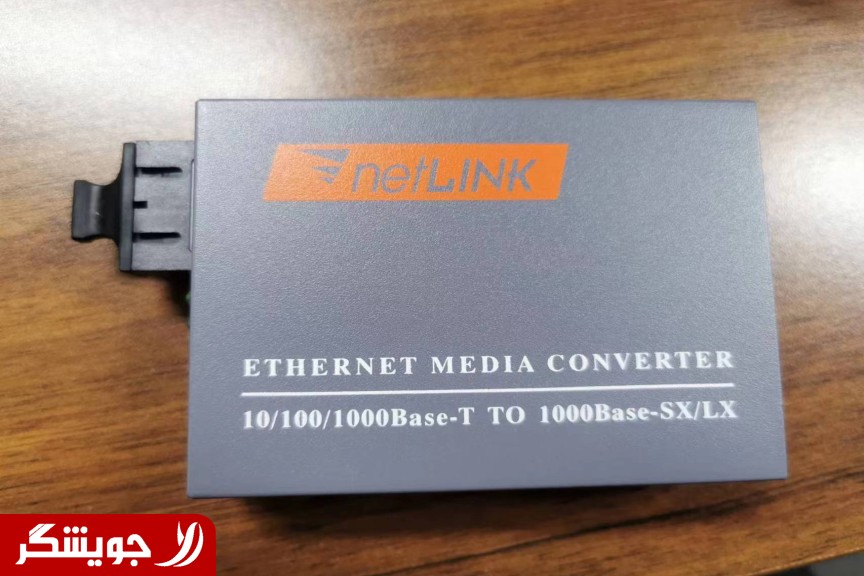 netLINK
ETHERNET MEDIA CONVERTER
10/100/1000Base-T TO 1000Base-SX/LX
جویشگر